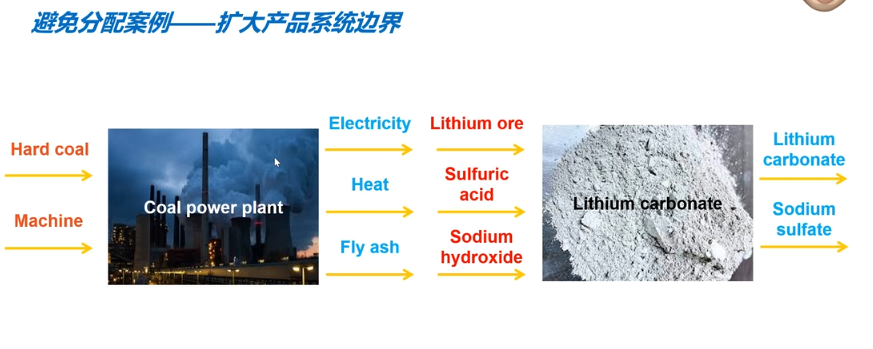 避免分配案例——扩大产品系统边界
Hard coal
Machine
Coal power plant
Electricity
Heat
Fly ash
Lithium ore
Sulfuric
acid
Sodium
hydroxide
Lithium carbonate
Lithium
carbonate
Sodium
sulfate